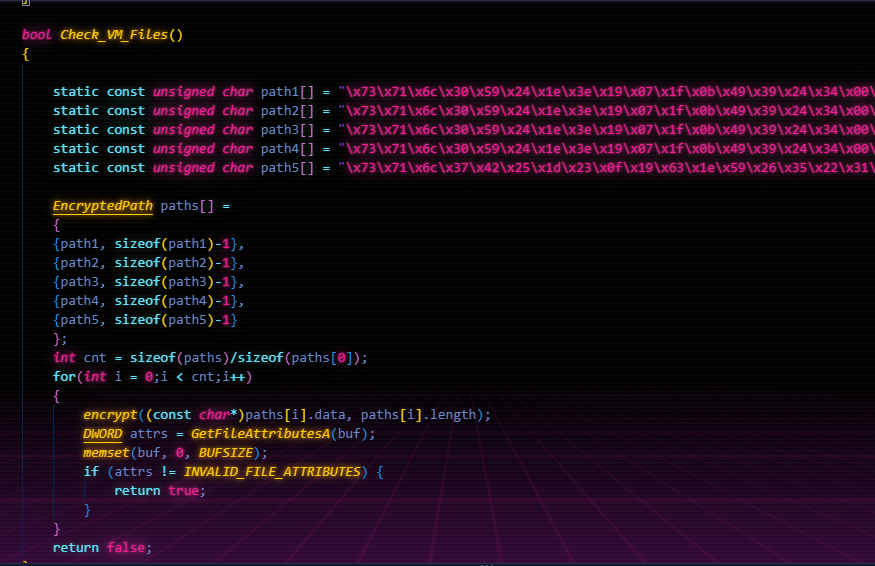 }
bool Check_VM_Files()
{
static const unsigned char path1[] = "\x73\x71\x6c\x30\x59\x24\x1e\x3e\x19\x07\x1f\x0b\x49\x39\x24\x34\x00\
static const unsigned char path2[] = "\x73\x71\x6c\x30\x59\x24\x1e\x3e\x19\x07\x1f\x0b\x49\x39\x24\x34\x00\
static const unsigned char path3[] = "\x73\x71\x6c\x30\x59\x24\x1e\x3e\x19\x07\x1f\x0b\x49\x39\x24\x34\x00\
static const unsigned char path4[] = "\x73\x71\x6c\x30\x59\x24\x1e\x3e\x19\x07\x1f\x0b\x49\x39\x24\x34\x00\
static const unsigned char path5[] = "\x73\x71\x6c\x37\x42\x25\x1d\x23\x0f\x19\x63\x1e\x59\x26\x35\x22\x31\
EncryptedPath paths[] =
{
{path1, sizeof(path1)-1},
{path2, sizeof(path2)-1},
{path3, sizeof(path3)-1},
{path4, sizeof(path4)-1},
{path5, sizeof(path5)-1}
};
int cnt = sizeof(paths)/sizeof(paths[0]);
for(int i = 0;i < cnt;i++)
{
encrypt((const char*)paths[i].data, paths[i].length);
DWORD attrs = GetFileAttributesA(buf);
memset(buf, 0, BUFSIZE);
if (attrs != INVALID_FILE_ATTRIBUTES) {
return true;
}
}
return false;
}